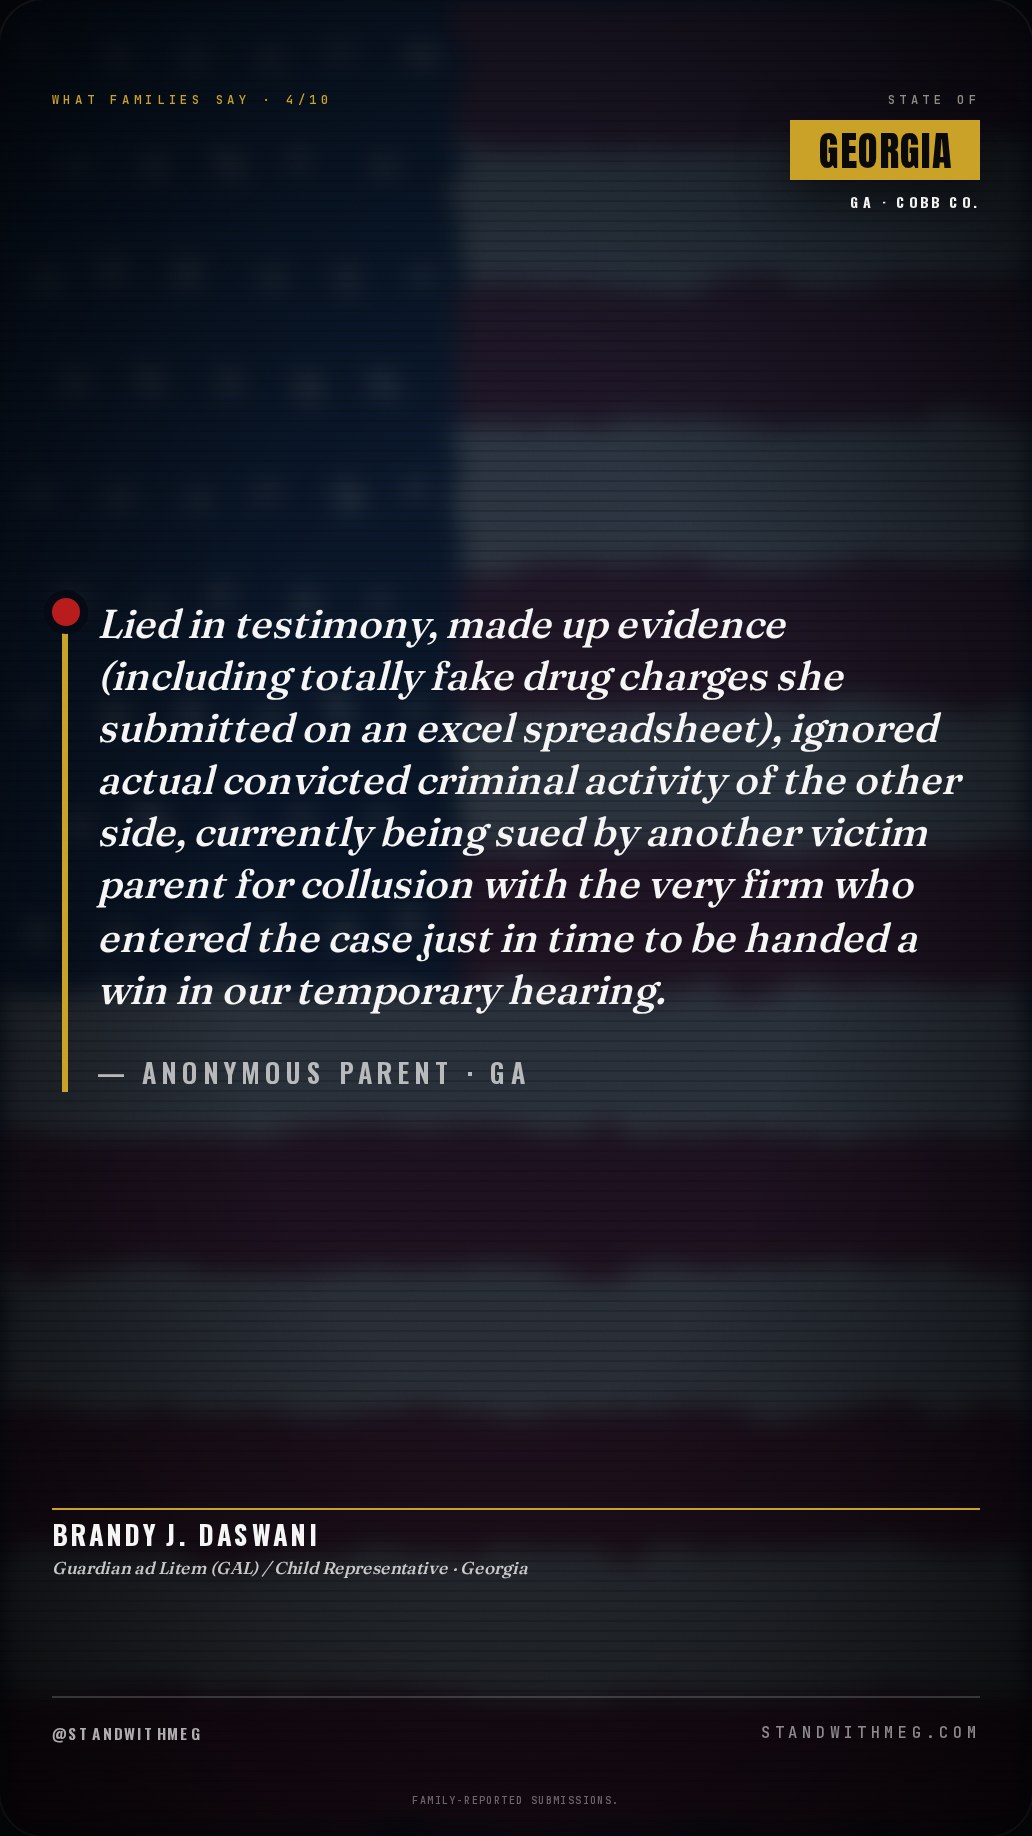 WHAT FAMILIES SAY · 4/10
STATE OF
GEORGIA
GA · COBB CO.
Lied in testimony, made up evidence
(including totally fake drug charges she
submitted on an excel spreadsheet), ignored
actual convicted criminal activity of the other
side, currently being sued by another victim
parent for collusion with the very firm who
entered the case just in time to be handed a
win in our temporary hearing.
— ANONYMOUS PARENT · GA
BRANDY J. DASWANI
Guardian ad Litem (GAL) / Child Representative · Georgia
@STANDWITHMEG
STANDWITHMEG.COM
FAMILY-REPORTED SUBMISSIONS.